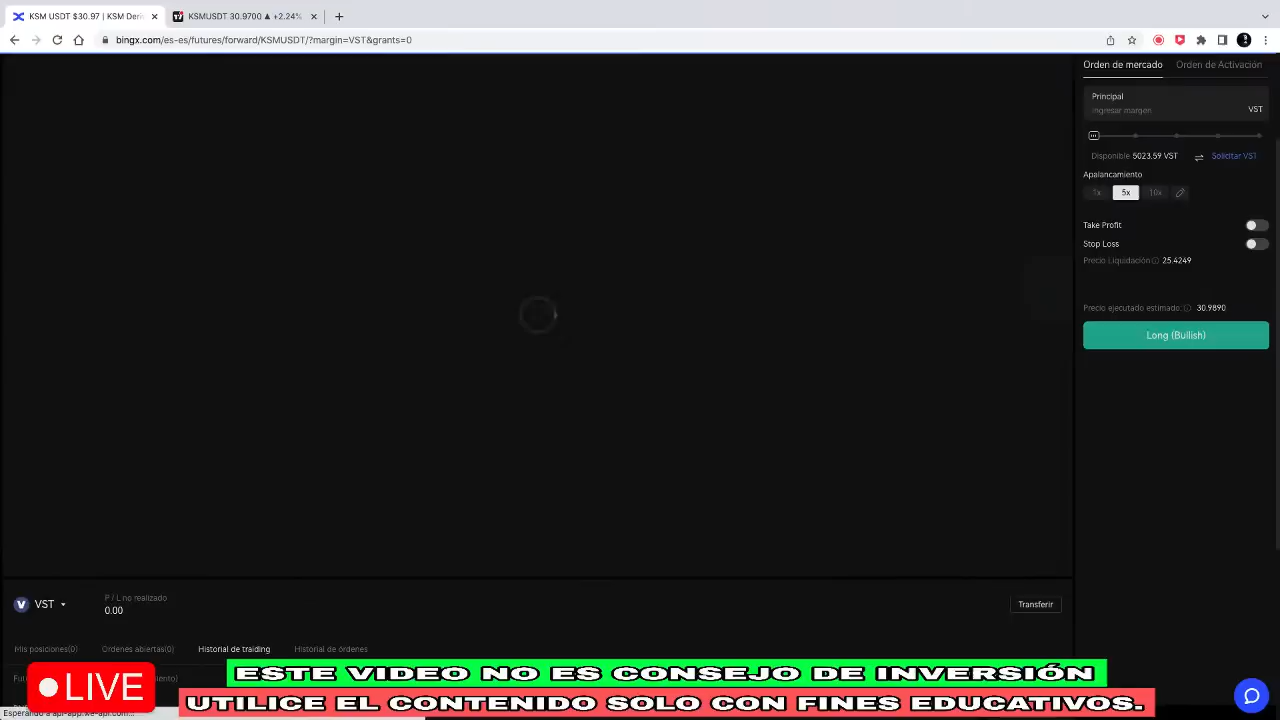 KSM USDT $30.97 | KSM Deri
KSMUSDT 30.9700 ▲ +2.24%
bingx.com/es-es/futures/forward/KSMUSDT/?margin=VST&grants=0
Orden de mercado
Orden de Activación
Principal
Ingresar margen
VST
Disponible 5023.59 VST
Solicitar VST
Apalancamiento
1x
5x
10x
Take Profit
Stop Loss
Precio Liquidación 25.4249
Precio ejecutado estimado: 30.9890
Long (Bullish)
VST
P / L no realizado
0.00
Transferir
Mis posiciones(0)
Ordenes abiertas(0)
Historial de traiding
Historial de órdenes
LIVE
ESTE VIDEO NO ES CONSEJO DE INVERSIÓN
UTILICE EL CONTENIDO SOLO CON FINES EDUCATIVOS.